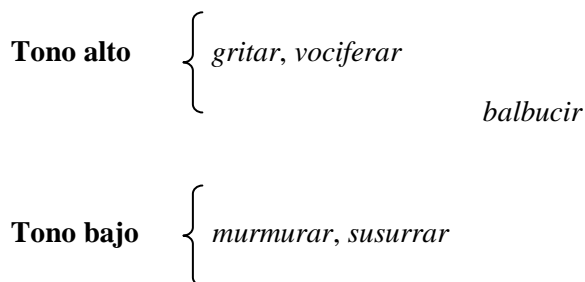 Tono alto { gritar, vociferar
balbucir
Tono bajo { murmurar, susurrar